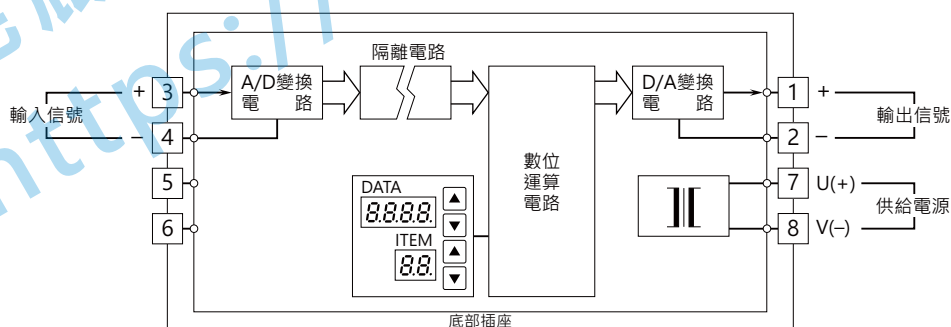 https://
隔離電路
A/D變換
電 路
D/A變換
電 路
輸入信號
+ 3
− 4
5
6
1 +
2 −
輸出信號
7 U(+)
8 V(−)
供給電源
數位
運算
電路
DATA
8.8.8.8.
ITEM
8.8.
底部插座